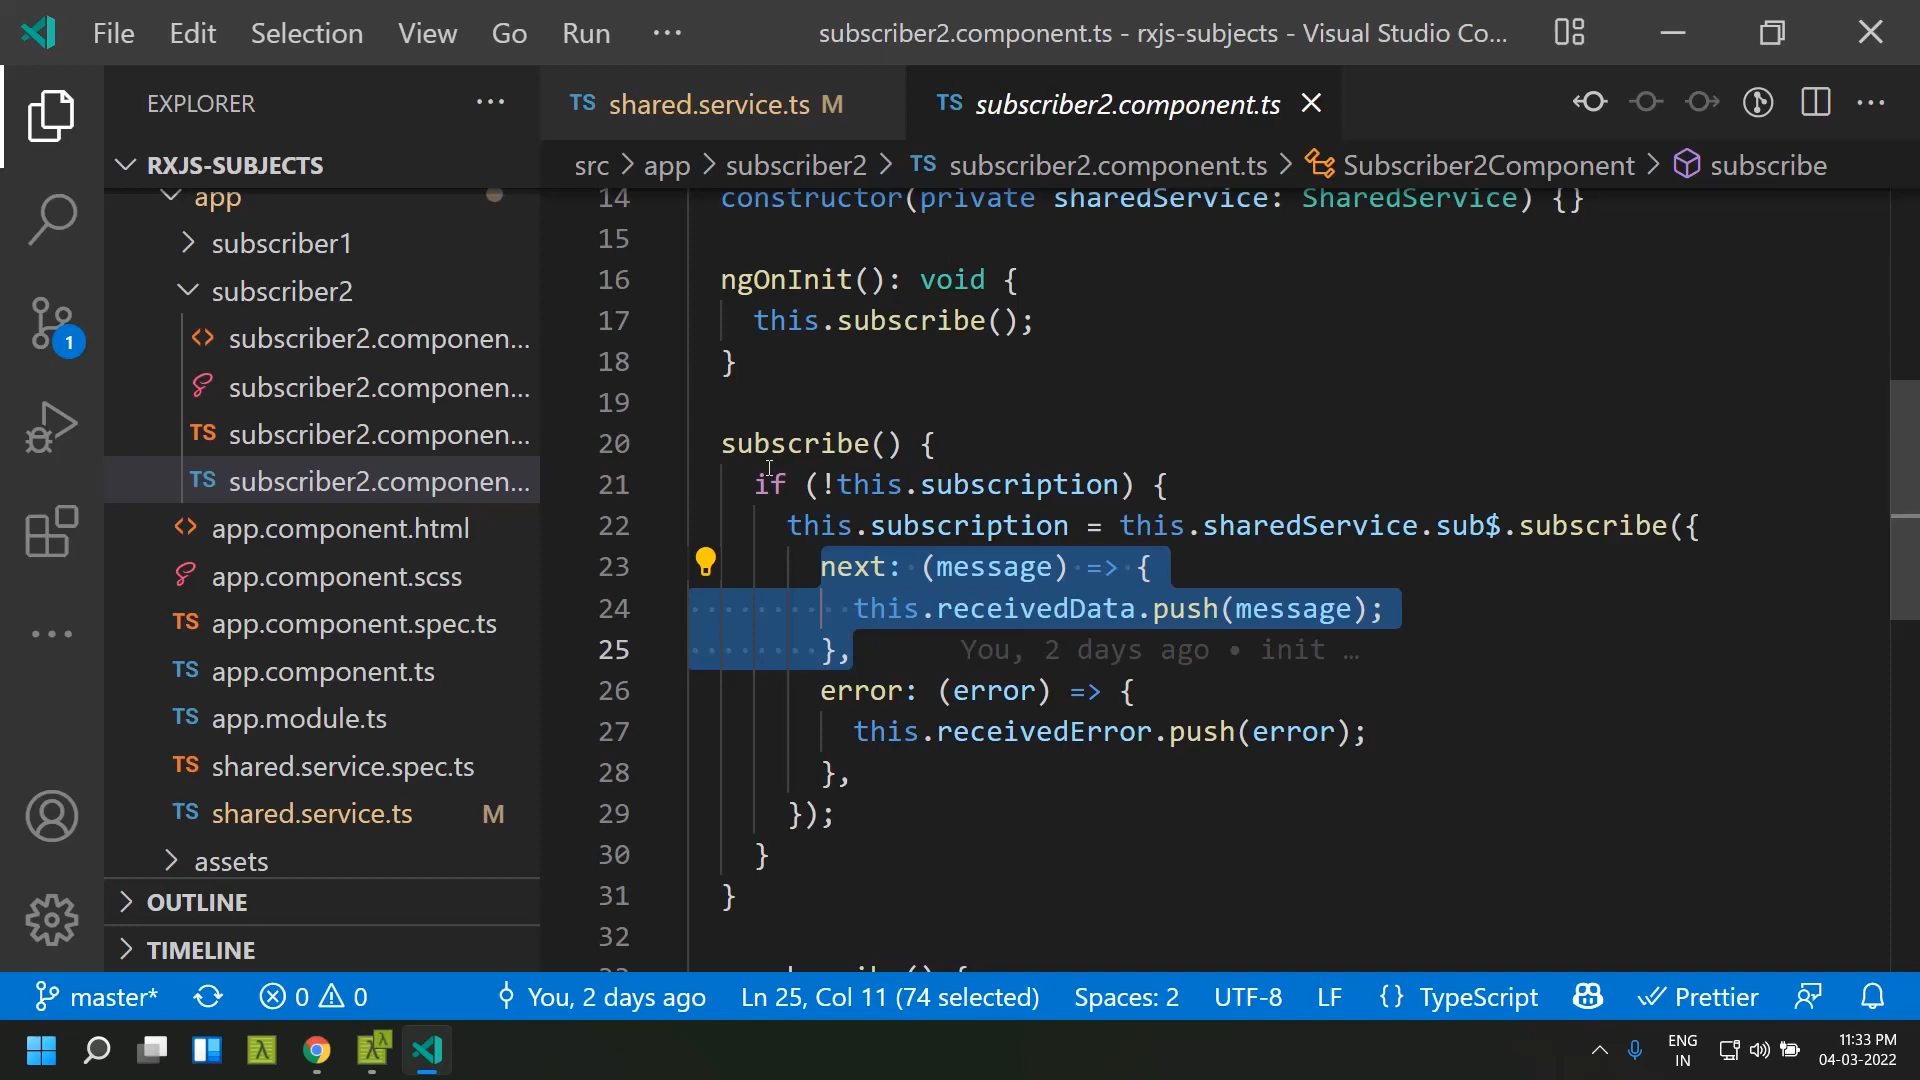 File Edit Selection View Go Run ··· subscriber2.component.ts - rxjs-subjects - Visual Studio Co...
EXPLORER ···
TS shared.service.ts M TS subscriber2.component.ts
RXJS-SUBJECTS
src > app > subscriber2 > TS subscriber2.component.ts > Subscriber2Component > subscribe
app
subscriber1
subscriber2
<> subscriber2.componen...
subscriber2.componen...
TS subscriber2.componen...
TS subscriber2.componen...
<> app.component.html
app.component.scss
TS app.component.spec.ts
TS app.component.ts
TS app.module.ts
TS shared.service.spec.ts
TS shared.service.ts M
assets
OUTLINE
TIMELINE
1
14 constructor(private sharedService: SharedService) {}
15
16 ngOnInit(): void {
17 this.subscribe();
18 }
19
20 subscribe() {
21 if (!this.subscription) {
22 this.subscription = this.sharedService.sub$.subscribe({
23 next: (message) => {
24 this.receivedData.push(message);
25 }, You, 2 days ago • init …
26 error: (error) => {
27 this.receivedError.push(error);
28 },
29 });
30 }
31 }
32
master* 0 0 You, 2 days ago Ln 25, Col 11 (74 selected) Spaces: 2 UTF-8 LF {} TypeScript Prettier
ENG
IN
11:33 PM
04-03-2022